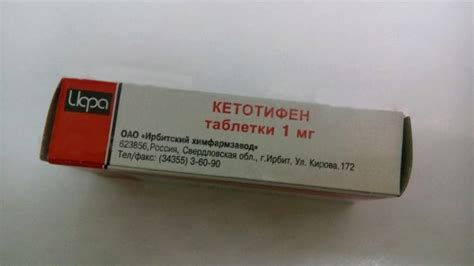 Ицфа
КЕТОТИФЕН
таблетки 1 мг
ОАО «Ирбитский химфармзавод»
623856,Россия, Свердловская обл., г.Ирбит, Ул. Кирова,172
Тел/факс: (34355) 3-60-90